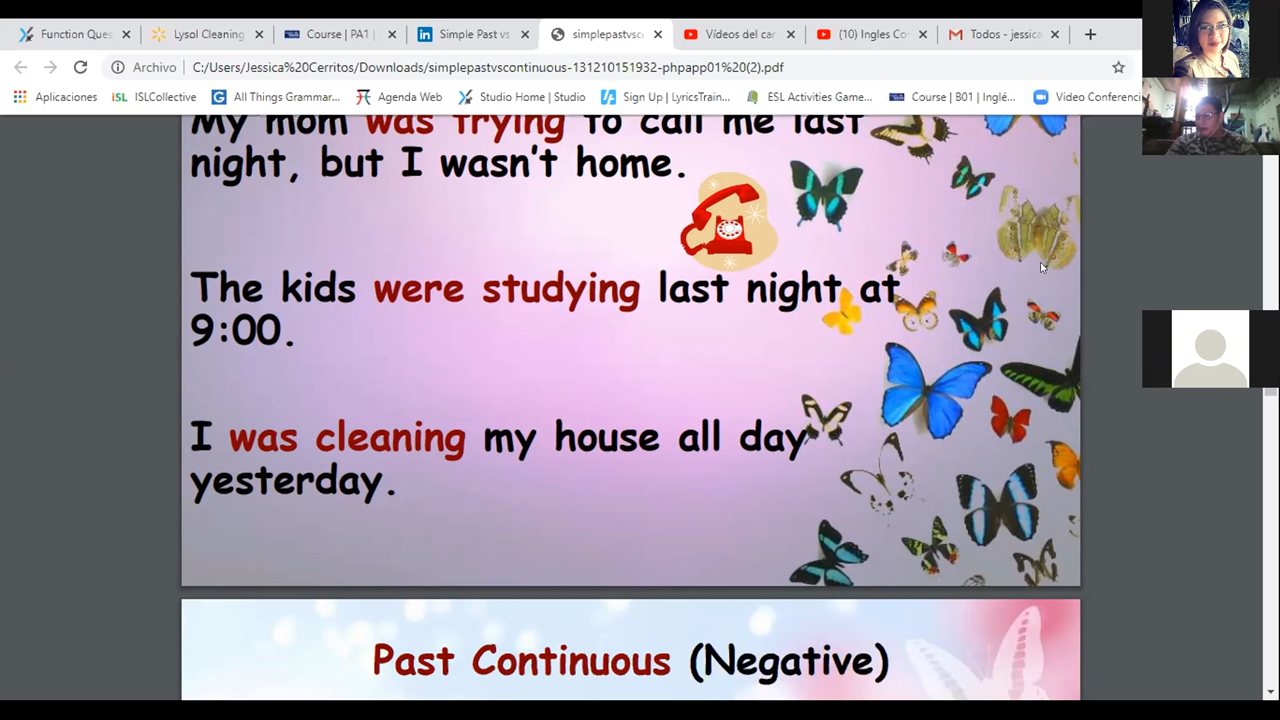 Function Ques
Lysol Cleaning
Course | PA1 |
Simple Past vs
simplepastvsco
Vídeos del car
(10) Ingles Co
Todos - jessica
Archivo
C:/Users/Jessica%20Cerritos/Downloads/simplepastvscontinuous-131210151932-phpapp01%20(2).pdf
Aplicaciones
iSL ISLCollective
All Things Grammar...
Agenda Web
Studio Home | Studio
Sign Up | LyricsTrain...
ESL Activities Game...
Course | B01 | Inglé...
Video Conferenci
My mom was trying to call me last
night, but I wasn't home.
The kids were studying last night at
9:00.
I was cleaning my house all day
yesterday.
Past Continuous (Negative)